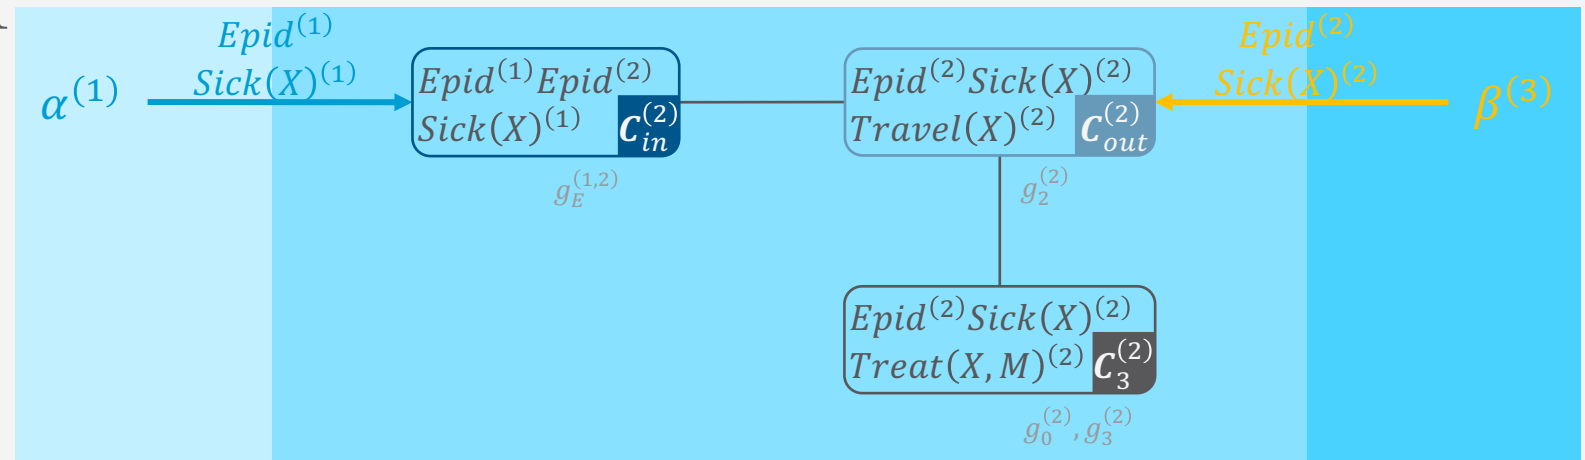 α⁽¹⁾
Epid⁽¹⁾
Sick(X)⁽¹⁾
Epid⁽¹⁾Epid⁽²⁾
Sick(X)⁽¹⁾ C_in⁽²⁾
g_E⁽¹,²⁾
Epid⁽²⁾Sick(X)⁽²⁾
Travel(X)⁽²⁾ C_out⁽²⁾
g₂⁽²⁾
Epid⁽²⁾
Sick(X)⁽²⁾
β⁽³⁾
Epid⁽²⁾Sick(X)⁽²⁾
Treat(X, M)⁽²⁾ C₃⁽²⁾
g₀⁽²⁾, g₃⁽²⁾